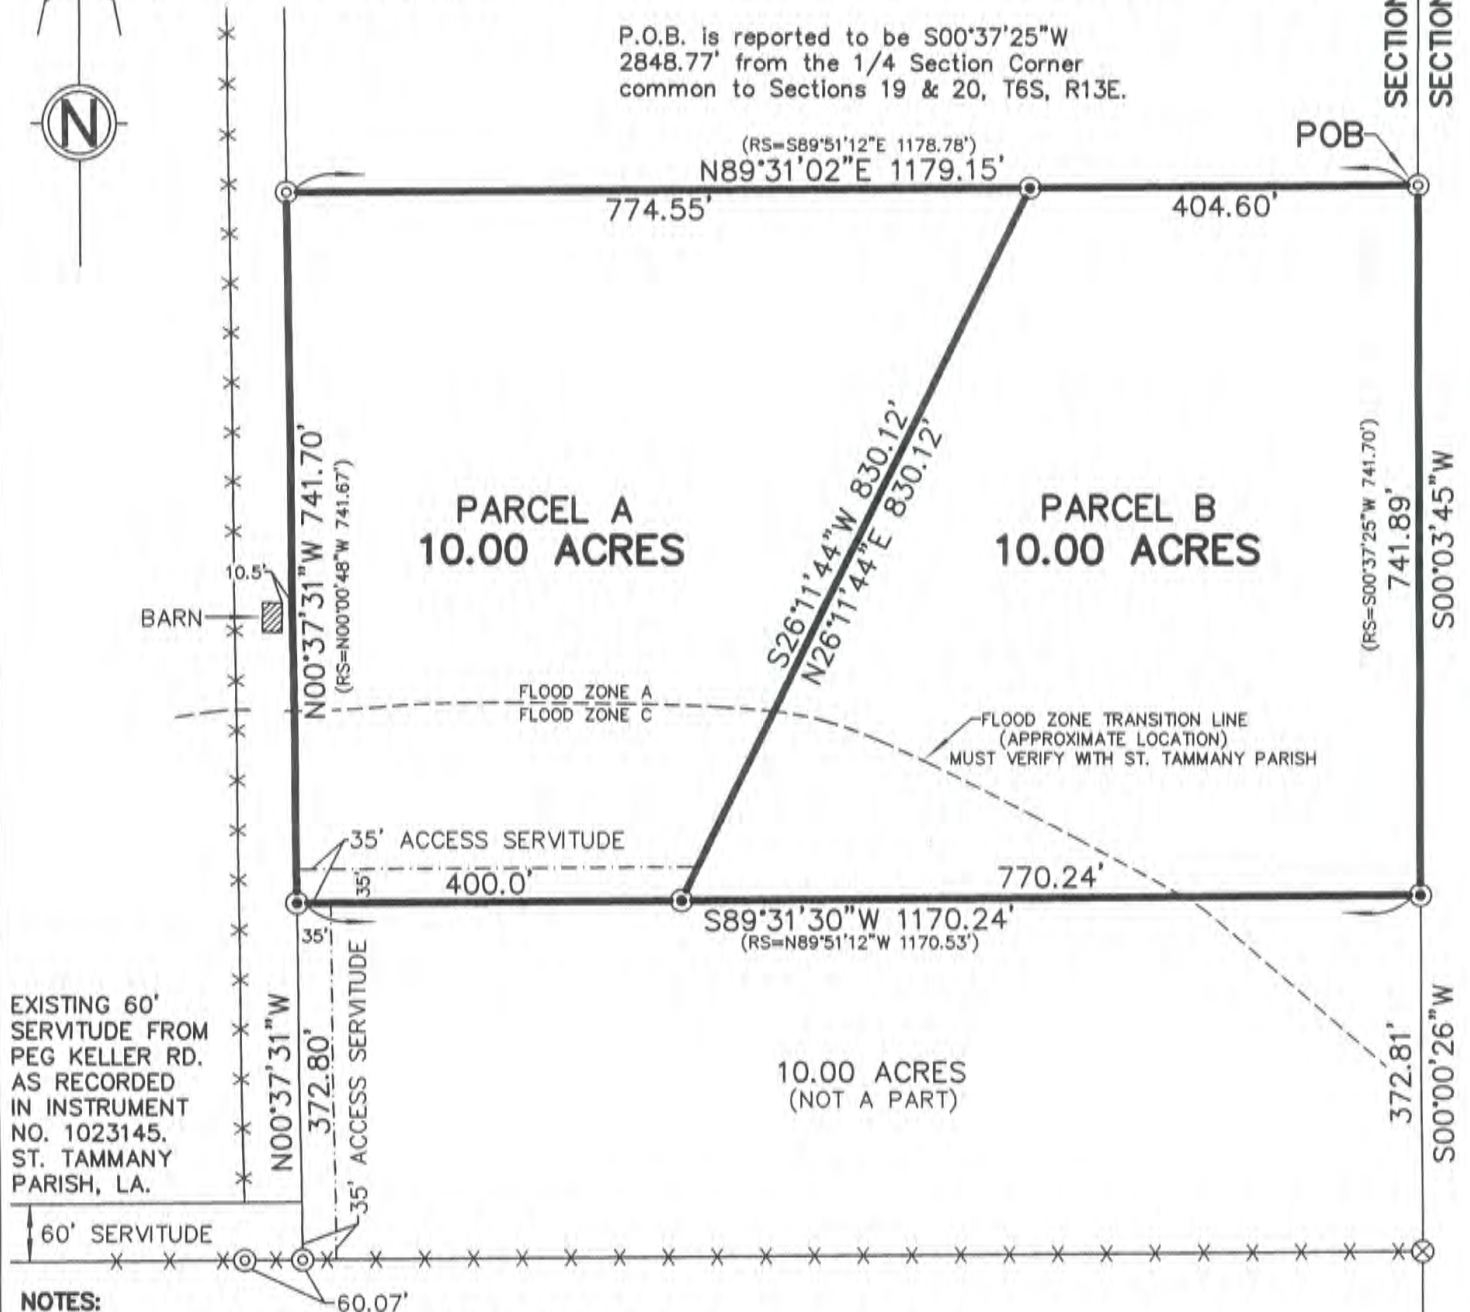 P.O.B. is reported to be S00°37'25"W
2848.77' from the 1/4 Section Corner
common to Sections 19 & 20, T6S, R13E.
SECTION
SECTION
N
POB
(RS=S89°51'12"E 1178.78')
N89°31'02"E 1179.15'
774.55'
404.60'
N00°37'31"W 741.70'
(RS=N00°00'48"W 741.67')
PARCEL A
10.00 ACRES
S26°11'44"W 830.12'
N26°11'44"E 830.12'
PARCEL B
10.00 ACRES
(RS=S00°37'25"W 741.70')
741.89'
S00°03'45"W
10.5'
BARN
FLOOD ZONE A
FLOOD ZONE C
FLOOD ZONE TRANSITION LINE
(APPROXIMATE LOCATION)
MUST VERIFY WITH ST. TAMMANY PARISH
35' ACCESS SERVITUDE
35'
400.0'
770.24'
S89°31'30"W 1170.24'
(RS=N89°51'12"W 1170.53')
35'
EXISTING 60'
SERVITUDE FROM
PEG KELLER RD.
AS RECORDED
IN INSTRUMENT
NO. 1023145.
ST. TAMMANY
PARISH, LA.
N00°37'31"W
372.80'
35' ACCESS SERVITUDE
10.00 ACRES
(NOT A PART)
372.81'
S00°00'26"W
60' SERVITUDE
60.07'
NOTES: